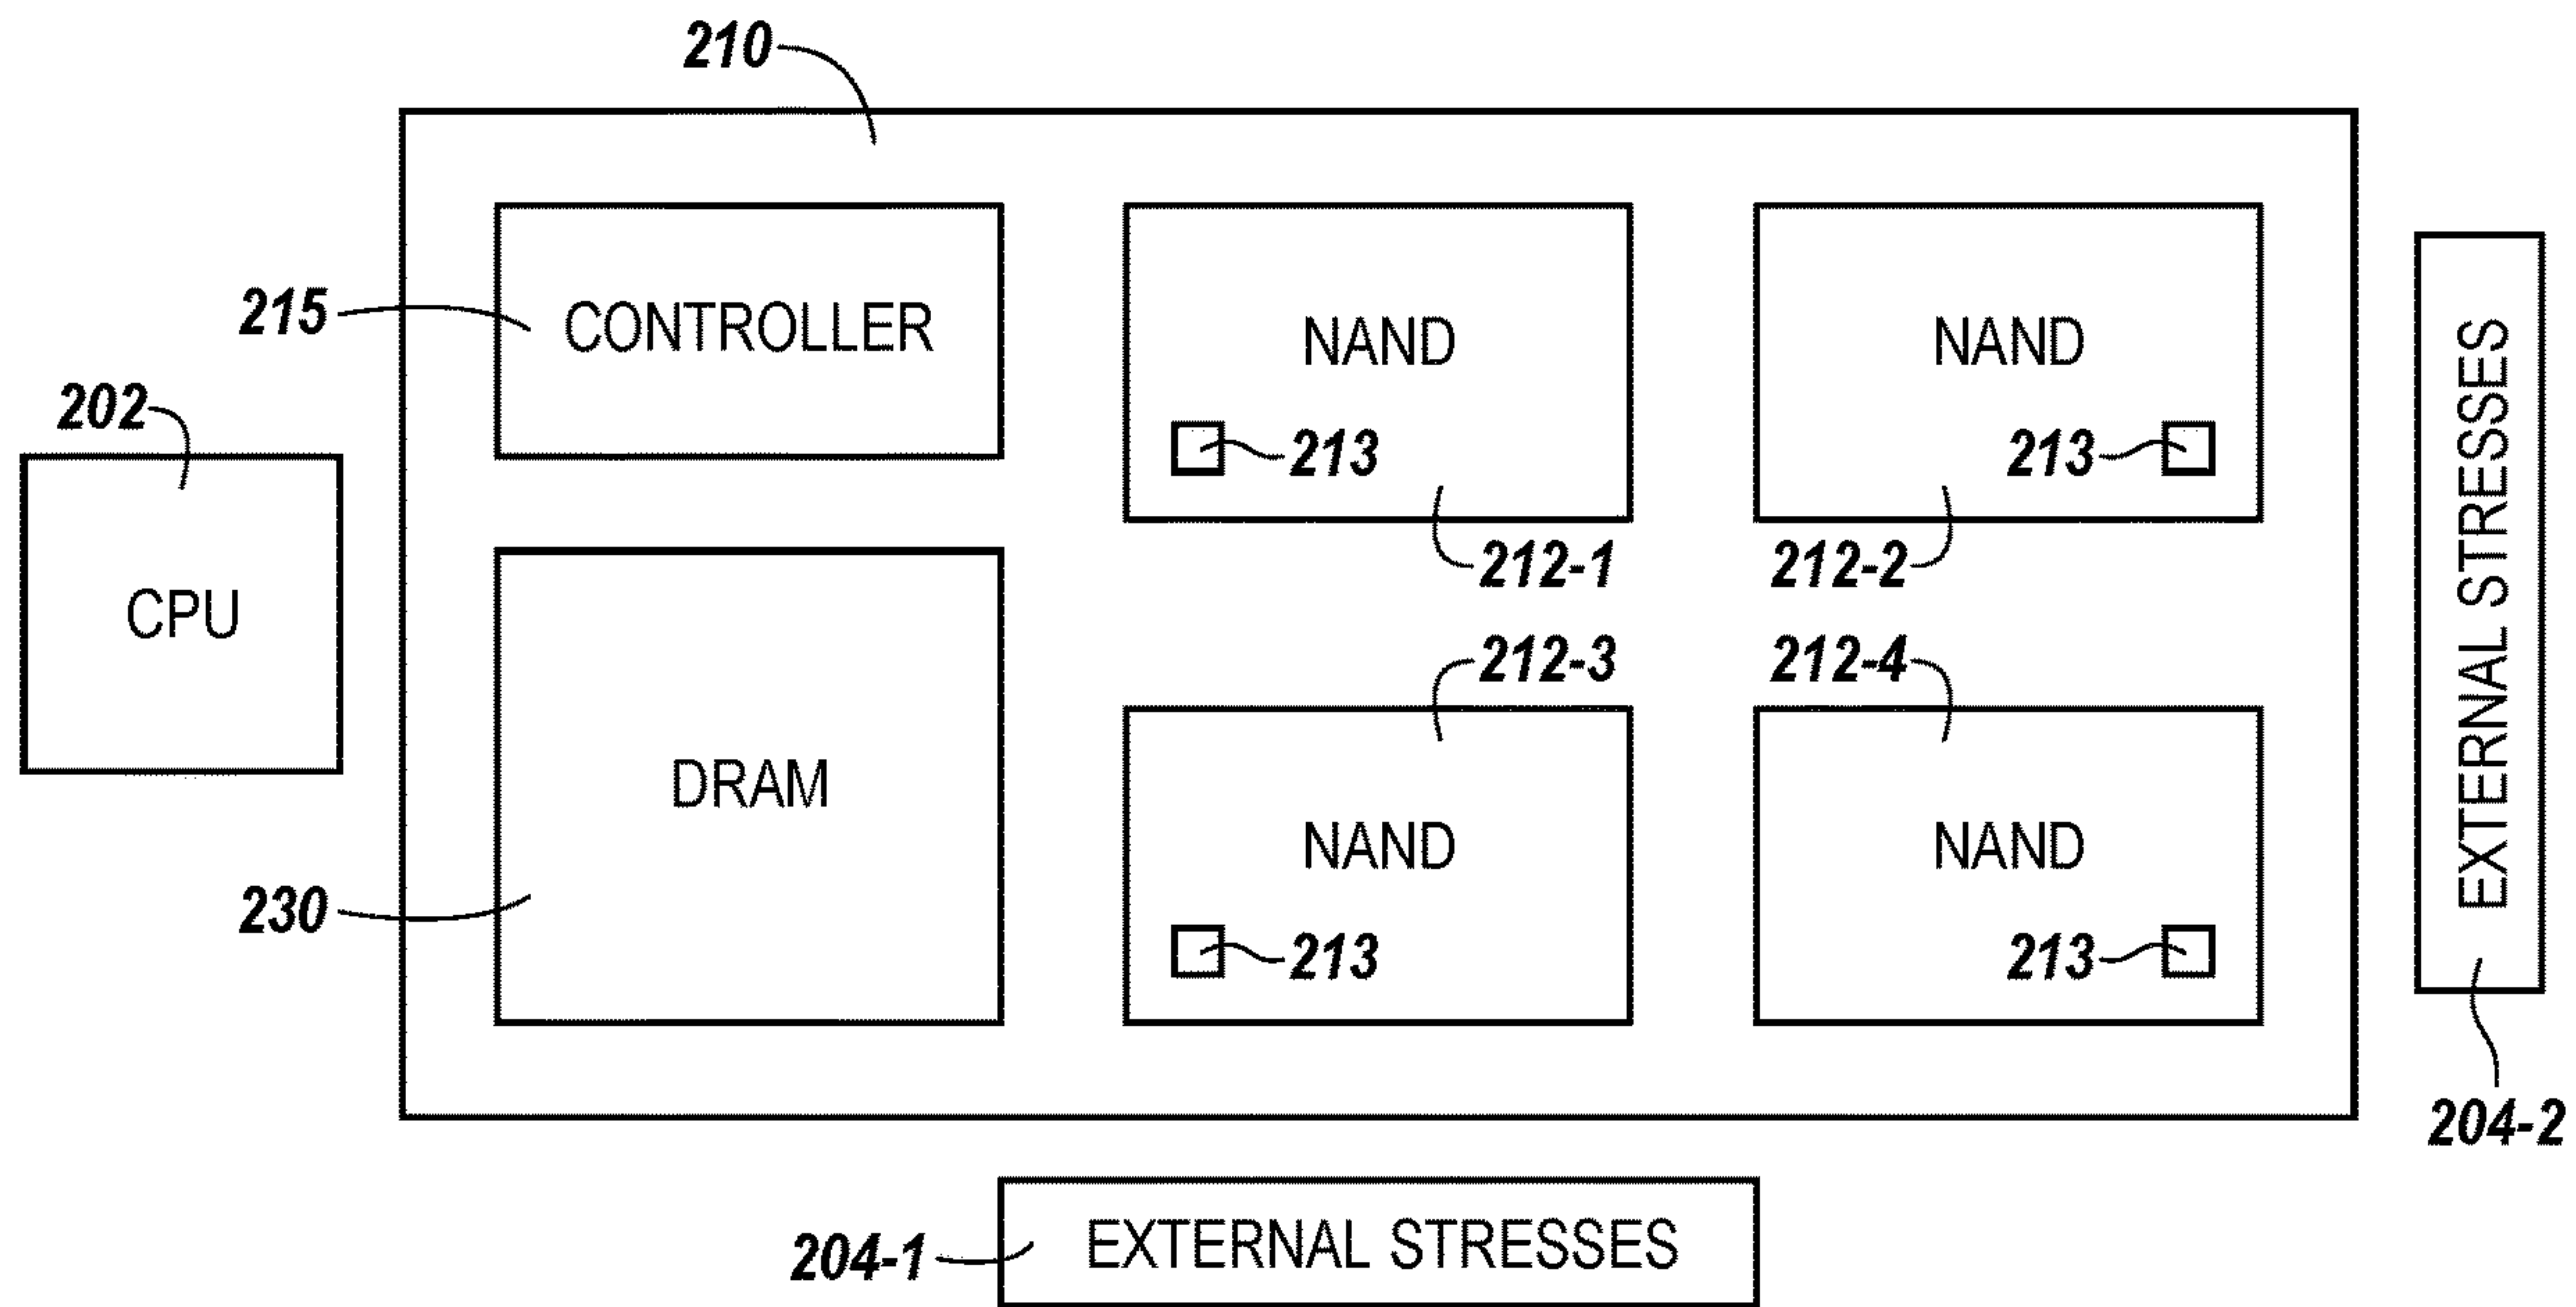 210
215
CONTROLLER
NAND
NAND
202
213
213
CPU
212-1
212-2
EXTERNAL STRESSES
212-3
212-4
DRAM
NAND
NAND
230
213
213
204-2
204-1
EXTERNAL STRESSES